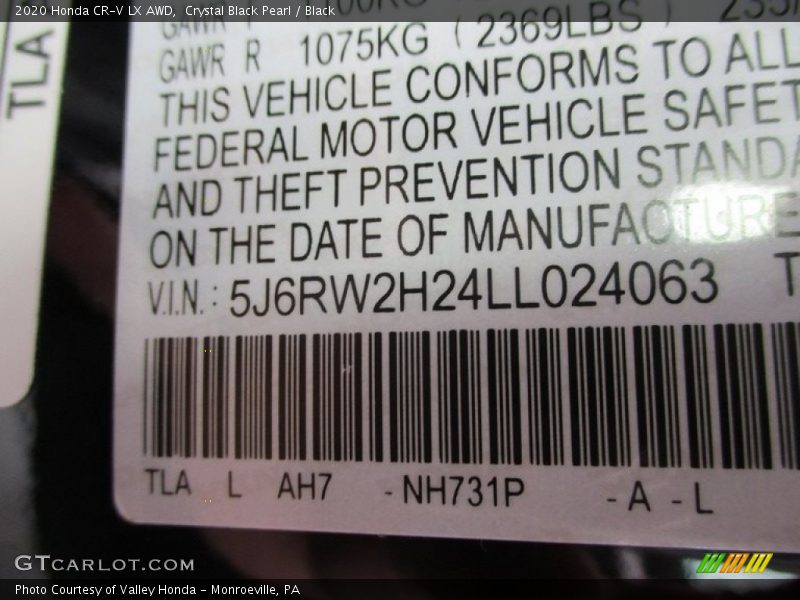 2020 Honda CR-V LX AWD, Crystal Black Pearl / Black
TLA
GAWR R 1075KG ( 2369LBS )
THIS VEHICLE CONFORMS TO ALL
FEDERAL MOTOR VEHICLE SAFET
AND THEFT PREVENTION STANDA
ON THE DATE OF MANUFACTURE
V.I.N.: 5J6RW2H24LL024063 T
TLA L AH7 - NH731P - A - L
GTCARLOT.COM
Photo Courtesy of Valley Honda - Monroeville, PA